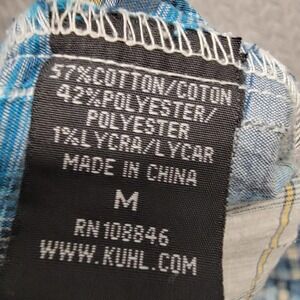 57%COTTON/COTON
42%POLYESTER/
POLYESTER
1%LYCRA/LYCAR
MADE IN CHINA
M
RN108846
WWW.KUHL.COM